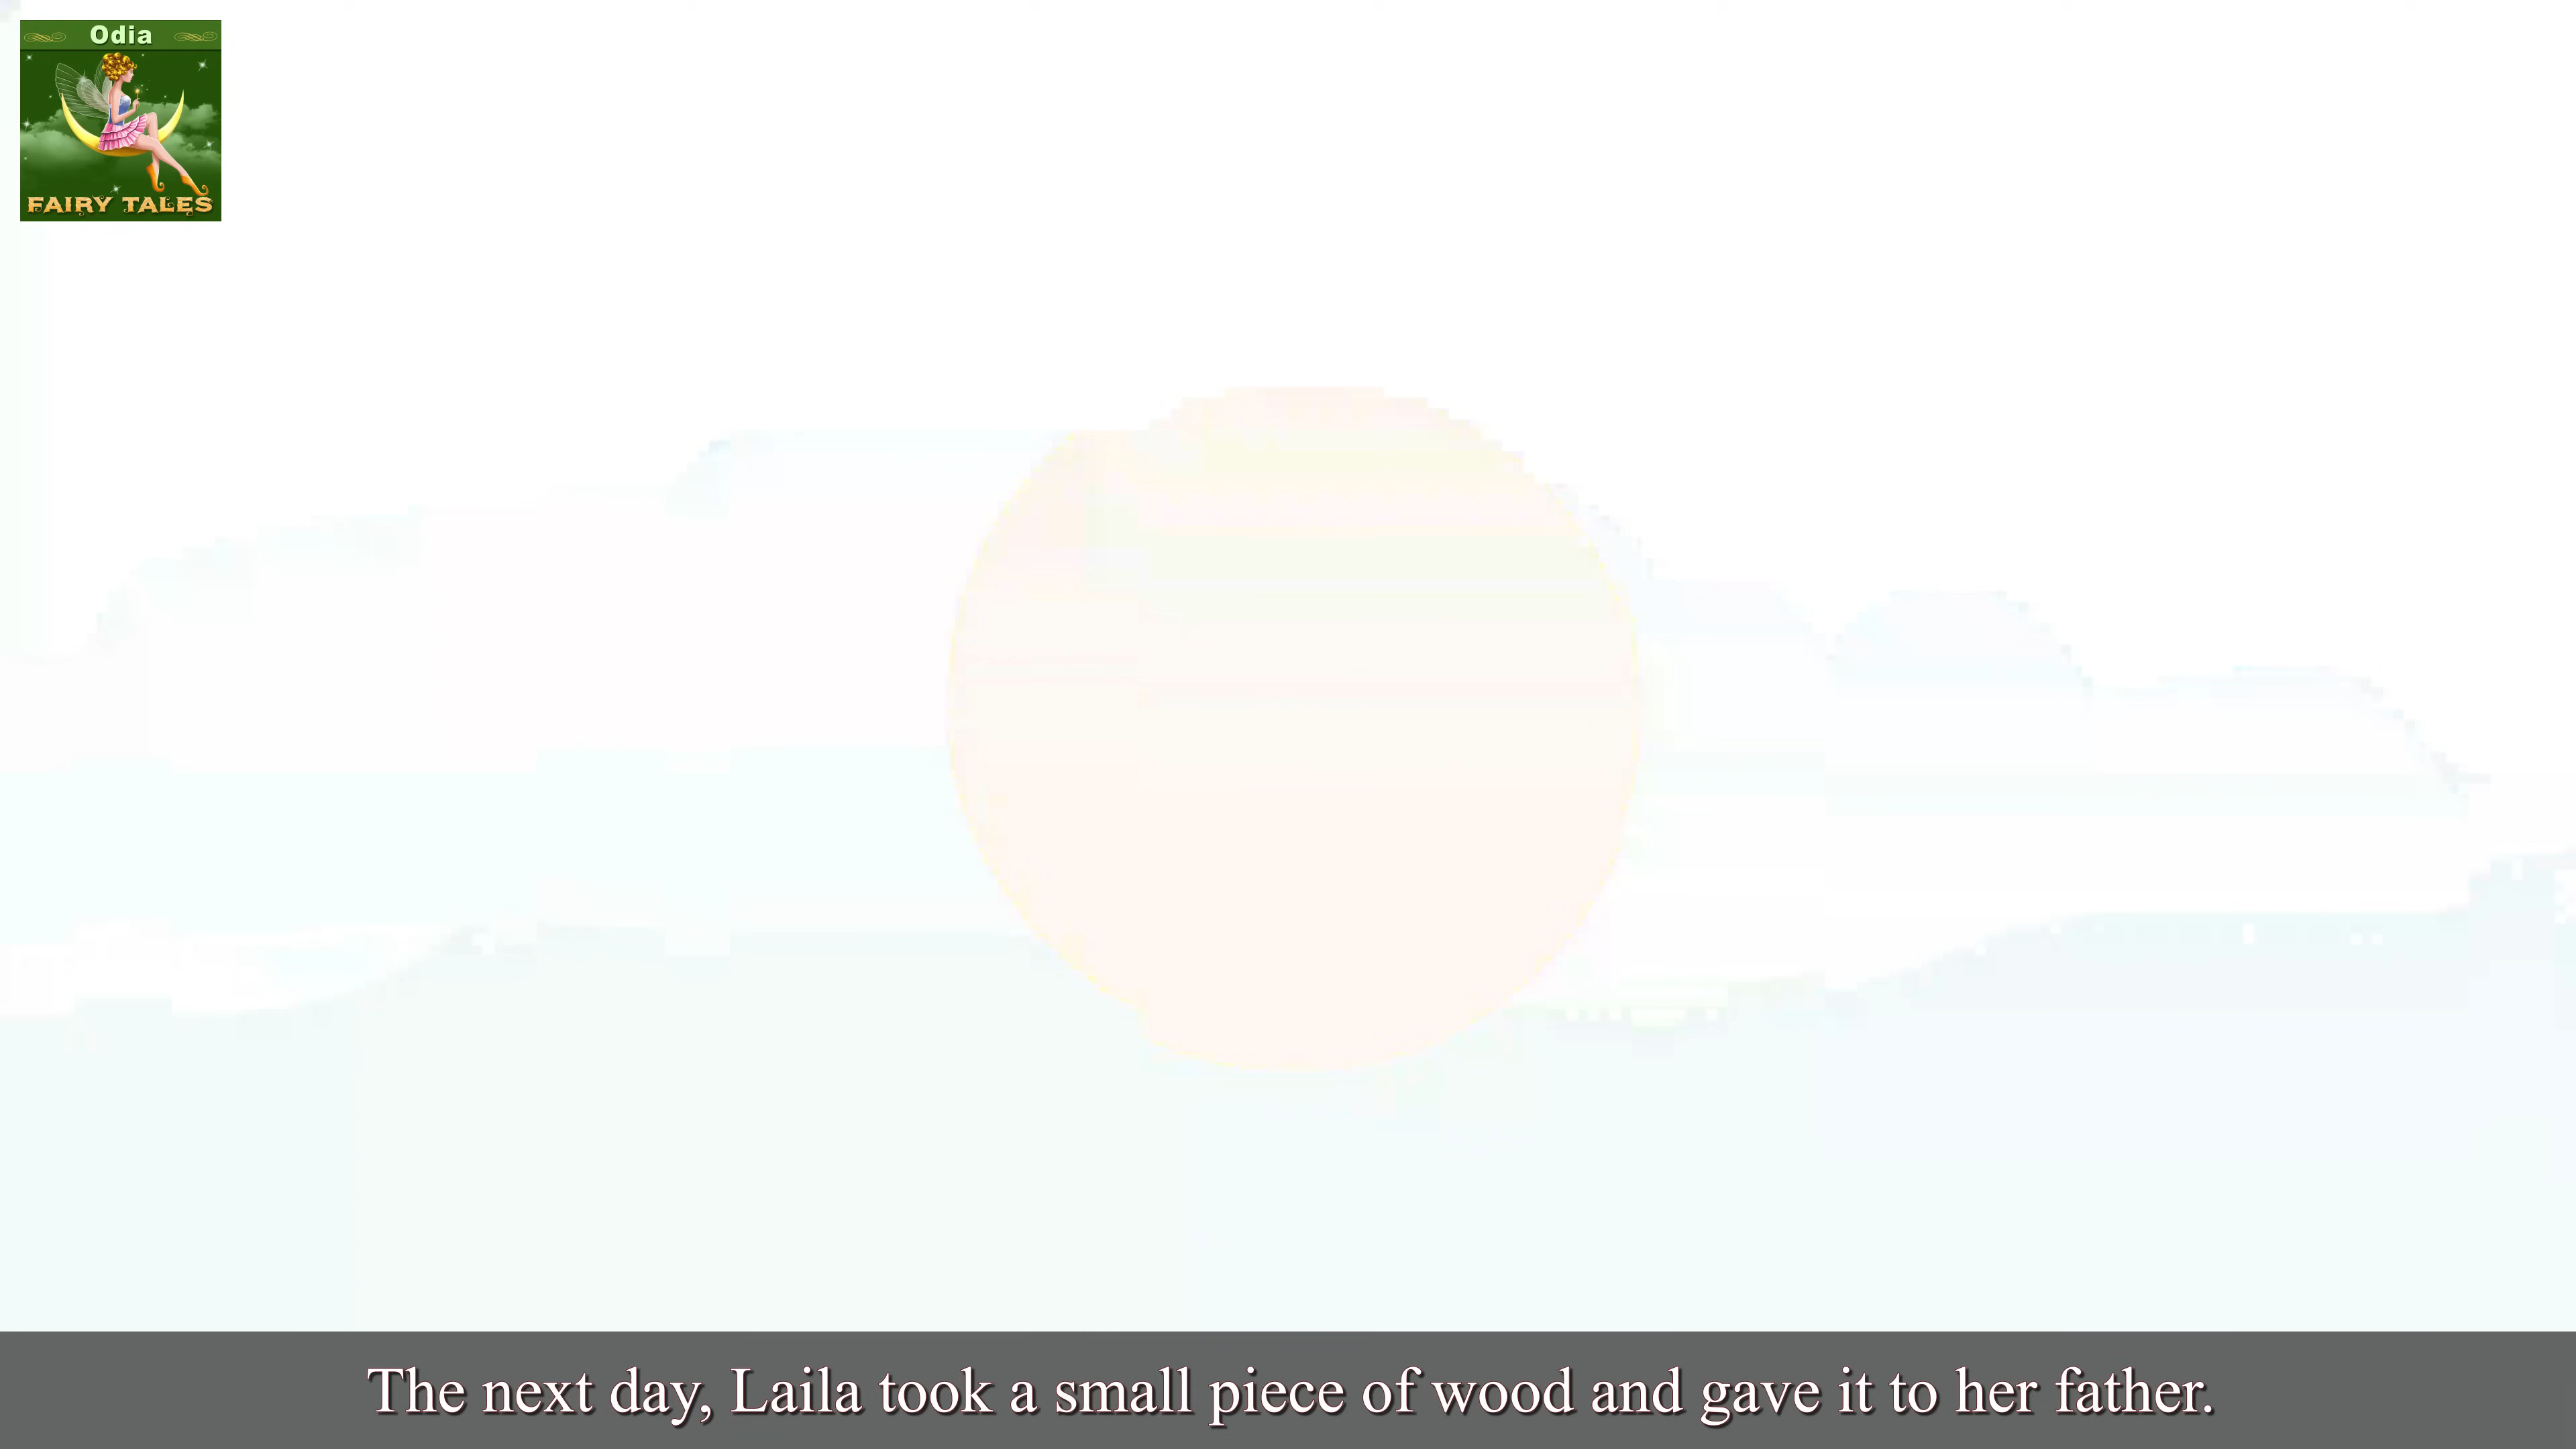 Odia
FAIRY TALES
The next day, Laila took a small piece of wood and gave it to her father.